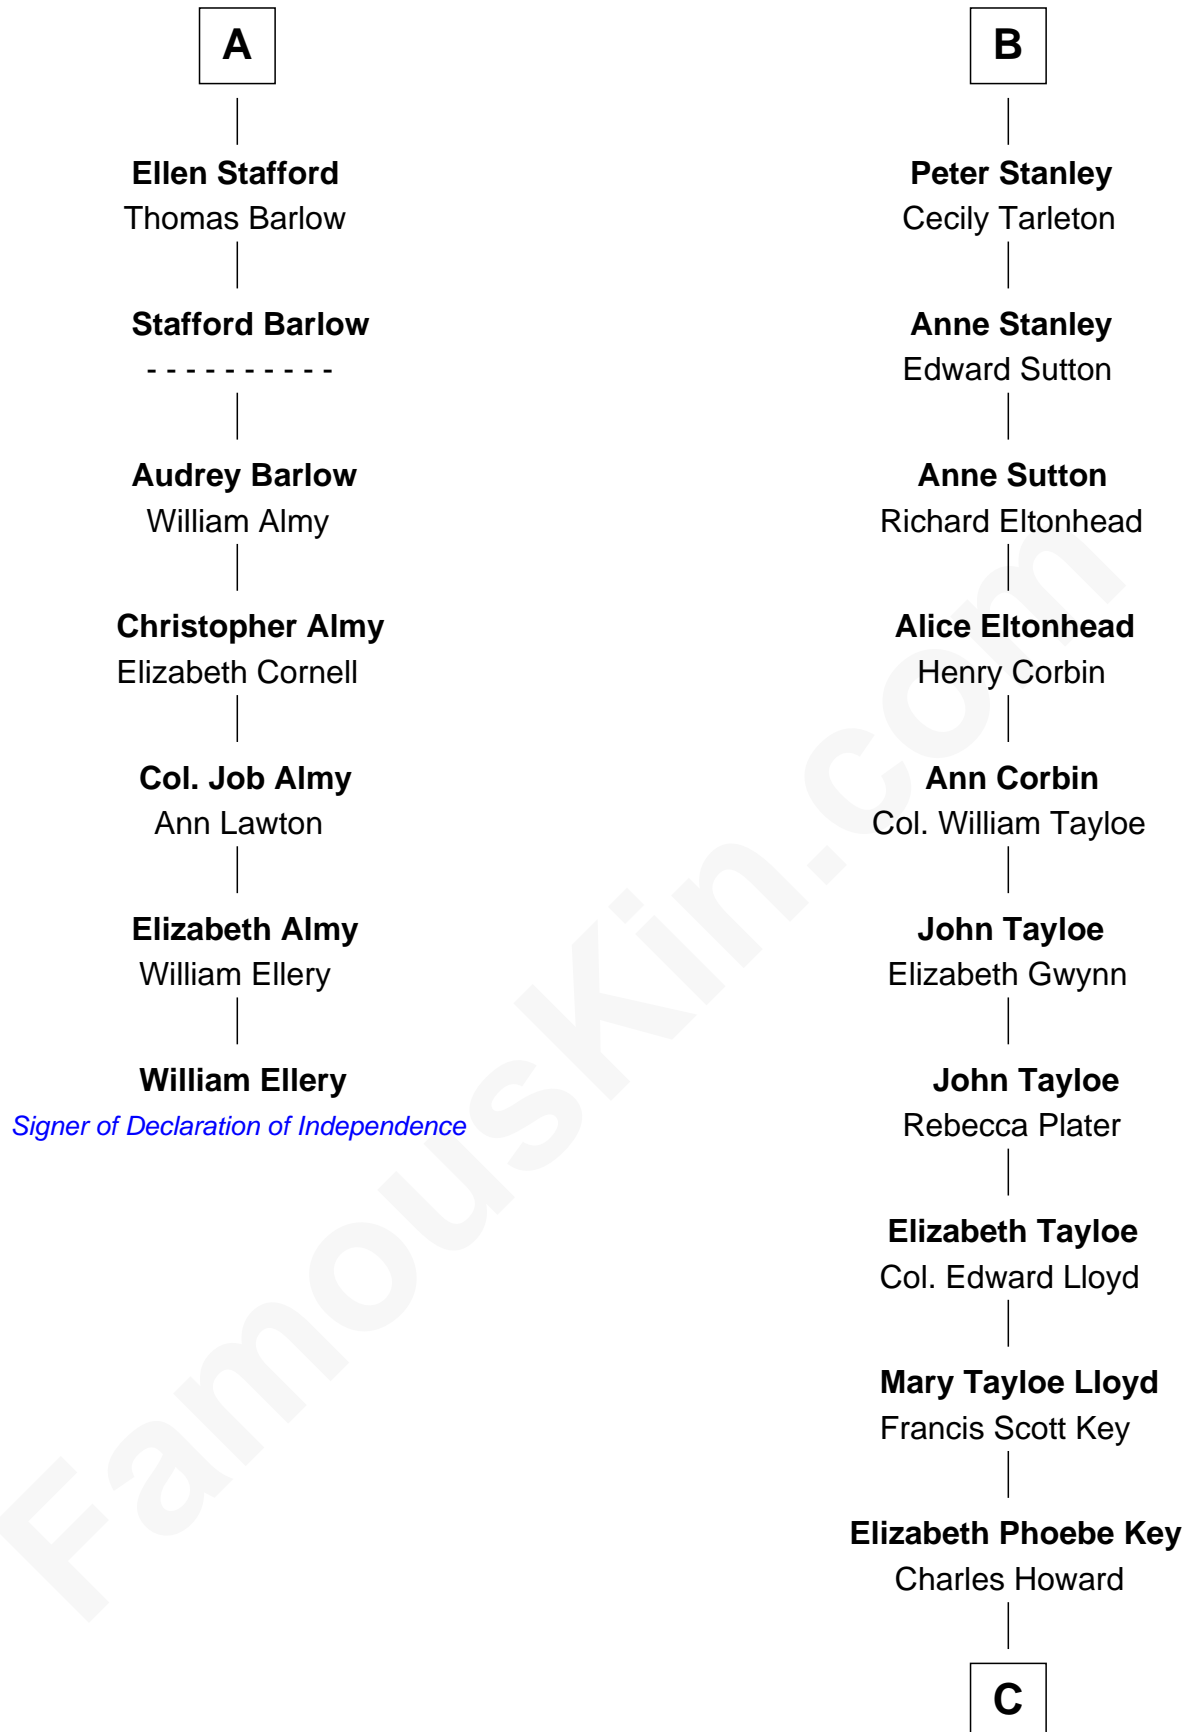 A
Ellen Stafford
Thomas Barlow
Stafford Barlow
- - - - - - - - - -
Audrey Barlow
William Almy
Christopher Almy
Elizabeth Cornell
Col. Job Almy
Ann Lawton
Elizabeth Almy
William Ellery
William Ellery
Signer of Declaration of Independence
B
Peter Stanley
Cecily Tarleton
Anne Stanley
Edward Sutton
Anne Sutton
Richard Eltonhead
Alice Eltonhead
Henry Corbin
Ann Corbin
Col. William Tayloe
John Tayloe
Elizabeth Gwynn
John Tayloe
Rebecca Plater
Elizabeth Tayloe
Col. Edward Lloyd
Mary Tayloe Lloyd
Francis Scott Key
Elizabeth Phoebe Key
Charles Howard
C
FamousKin.com